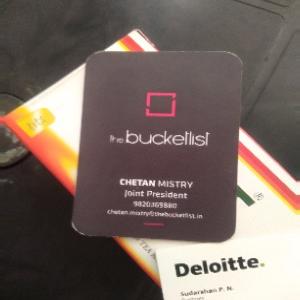 the bucketlist
CHETAN MISTRY
Joint President
9820369880
chetan.mistry@thebucketlist.in
Deloitte.
Sudarshan P. N.